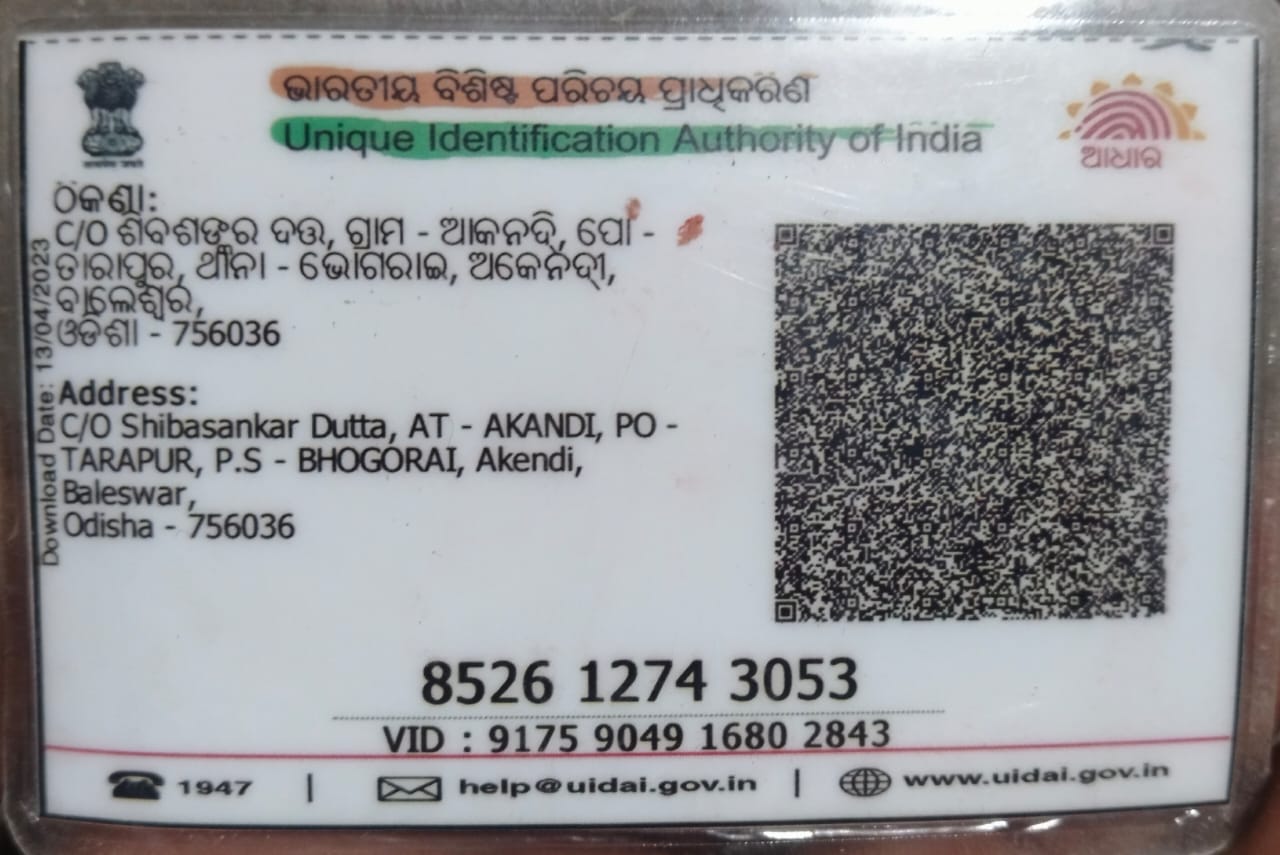 ଭାରତୀୟ ବିଶିଷ୍ଟ ପରିଚୟ ପ୍ରାଧିକରଣ
Unique Identification Authority of India
ଆଧାର
ଠିକଣା:
C/O ଶିବଶଙ୍କର ଦତ୍ତ, ଗ୍ରାମ - ଆକନଦି, ପୋ -
ତାରାପୁର, ଥାନା - ଭୋଗରାଇ, ଅକେନଦୀ,
ବାଲେଶ୍ୱର,
ଓଡିଶା - 756036
Address:
C/O Shibasankar Dutta, AT - AKANDI, PO -
TARAPUR, P.S - BHOGORAI, Akendi,
Baleswar,
Odisha - 756036
Download Date: 13/04/2023
8526 1274 3053
VID : 9175 9049 1680 2843
1947 | help@uidai.gov.in | www.uidai.gov.in